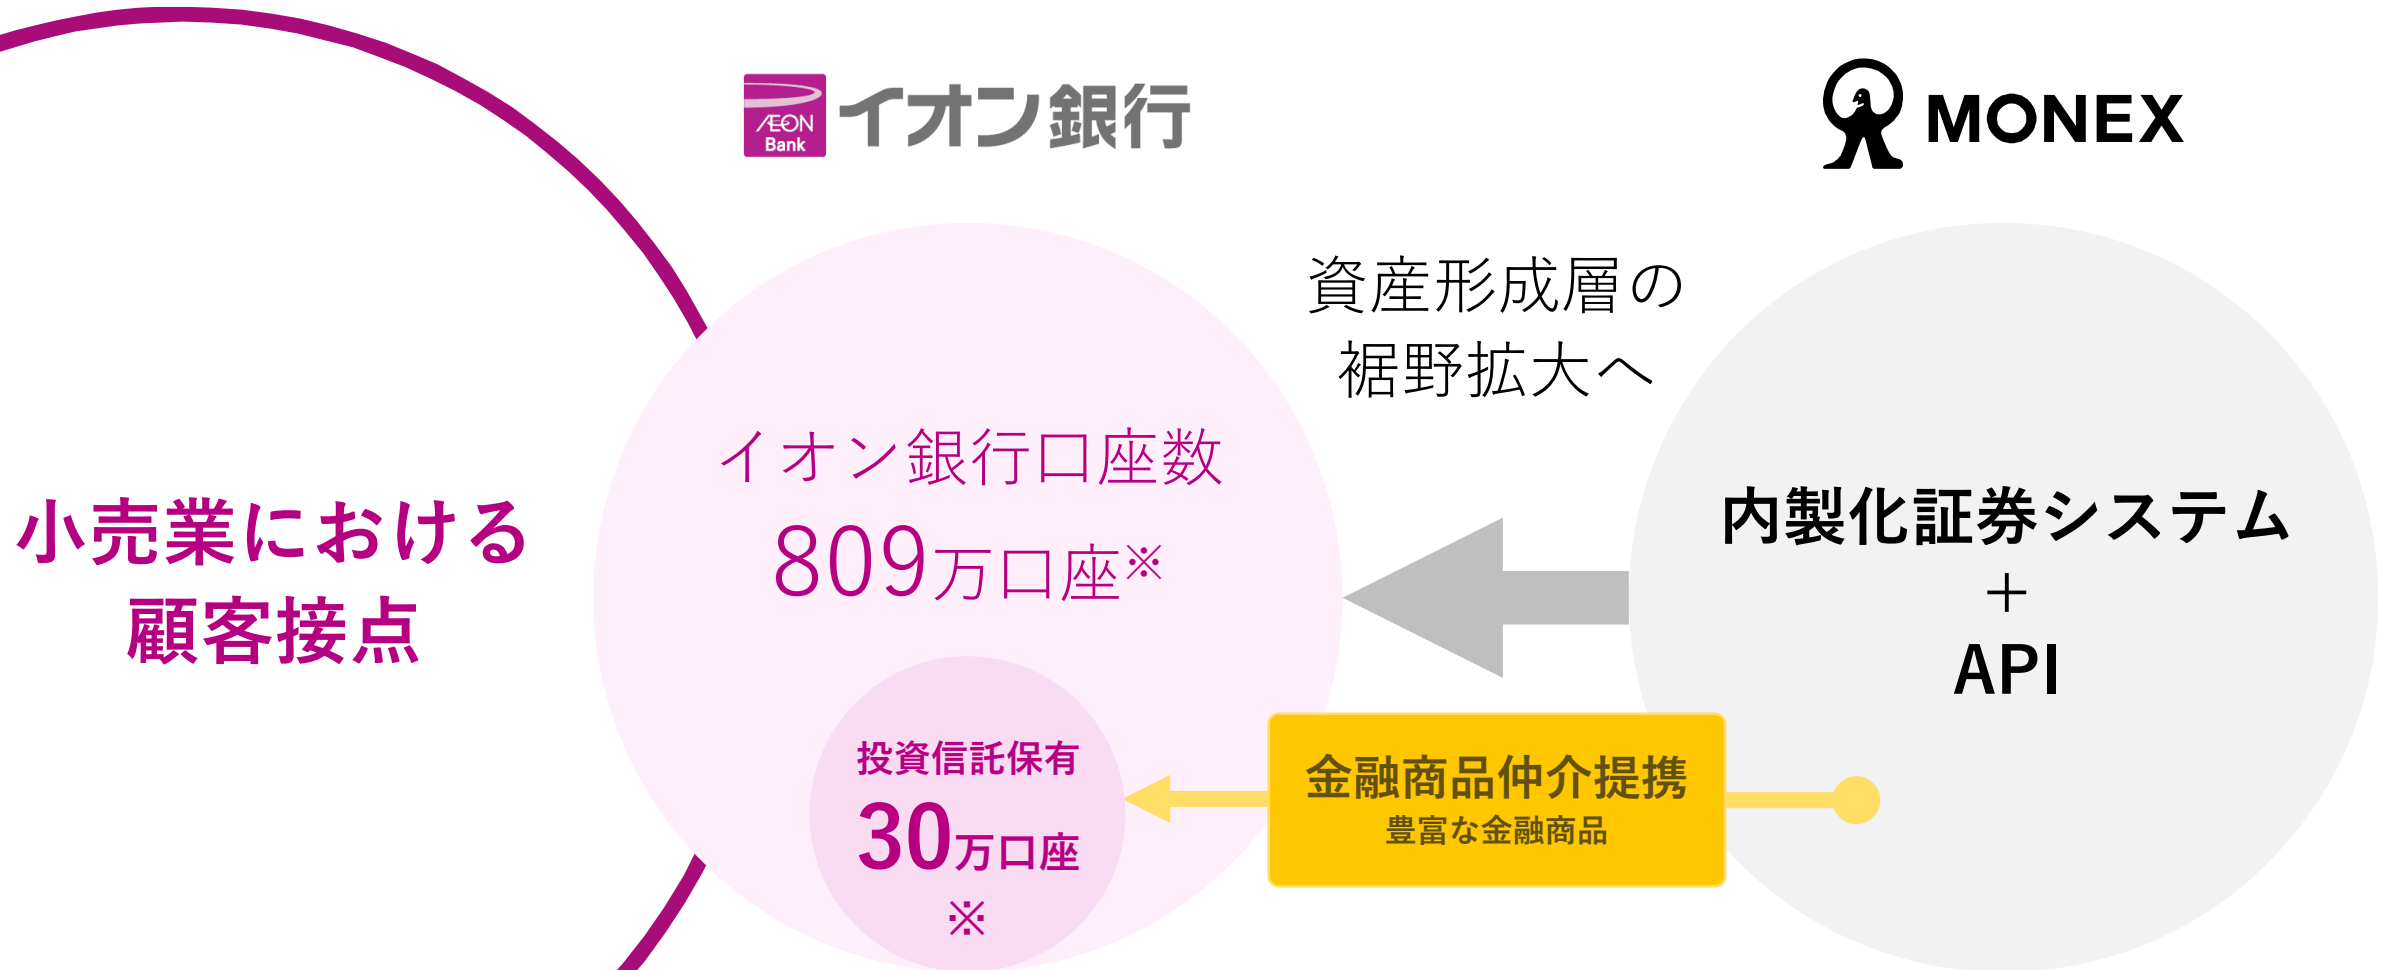 ÆON
Bank
イオン銀行
MONEX
資産形成層の
裾野拡大へ
イオン銀行口座数
809万口座※
小売業における
顧客接点
内製化証券システム
+
API
投資信託保有
30万口座
※
金融商品仲介提携
豊富な金融商品